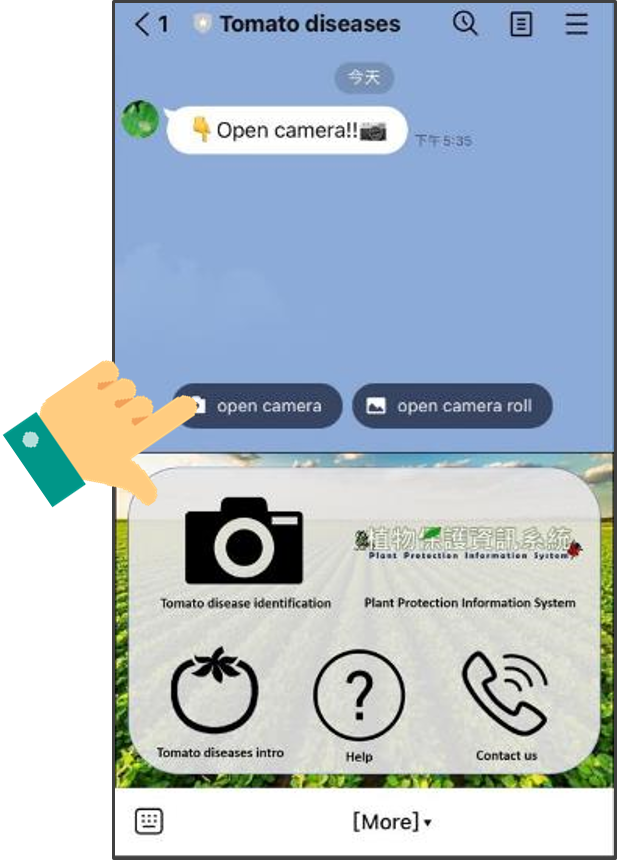 1 Tomato diseases
今天
Open camera!!
下午 5:35
open camera
open camera roll
植物保護資訊系統
Plant Protection Information System
Tomato disease identification
Plant Protection Information System
Tomato diseases intro
Help
Contact us
[More]